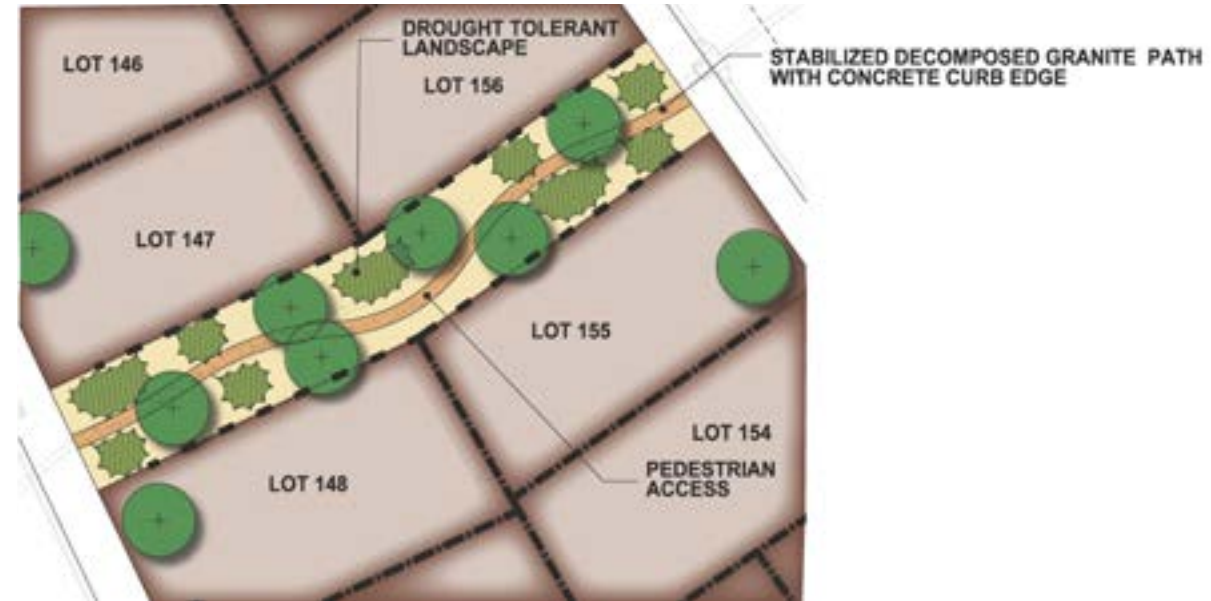 DROUGHT TOLERANT
LANDSCAPE
LOT 146
LOT 156
STABILIZED DECOMPOSED GRANITE PATH
WITH CONCRETE CURB EDGE
LOT 147
LOT 155
LOT 154
LOT 148
PEDESTRIAN
ACCESS